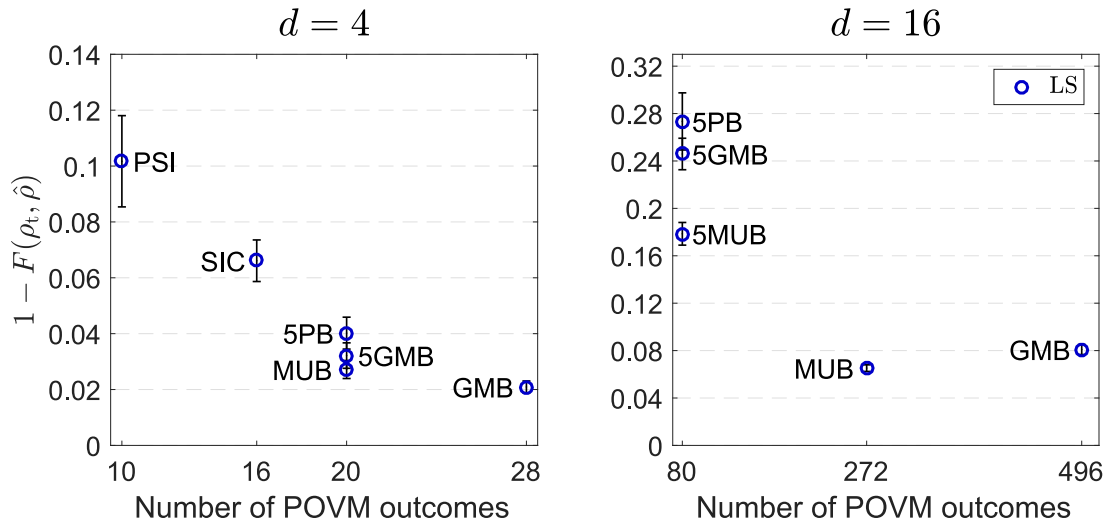 d = 4
1 − F(ρt, ρ̂)
0.14
0.12
0.1
0.08
0.06
0.04
0.02
0
PSI
SIC
5PB
5GMB
MUB
GMB
10
16
20
28
Number of POVM outcomes
d = 16
0.32
0.28
0.24
0.2
0.16
0.12
0.08
0.04
0
LS
5PB
5GMB
5MUB
MUB
GMB
80
272
496
Number of POVM outcomes